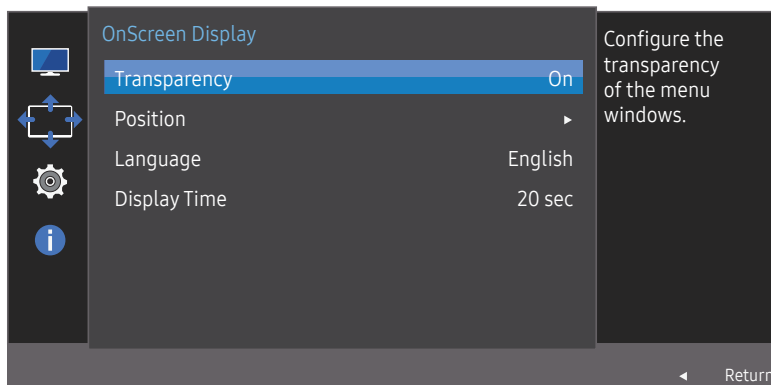 OnScreen Display
Transparency On
Position ▸
Language English
Display Time 20 sec
Configure the
transparency
of the menu
windows.
◂ Return